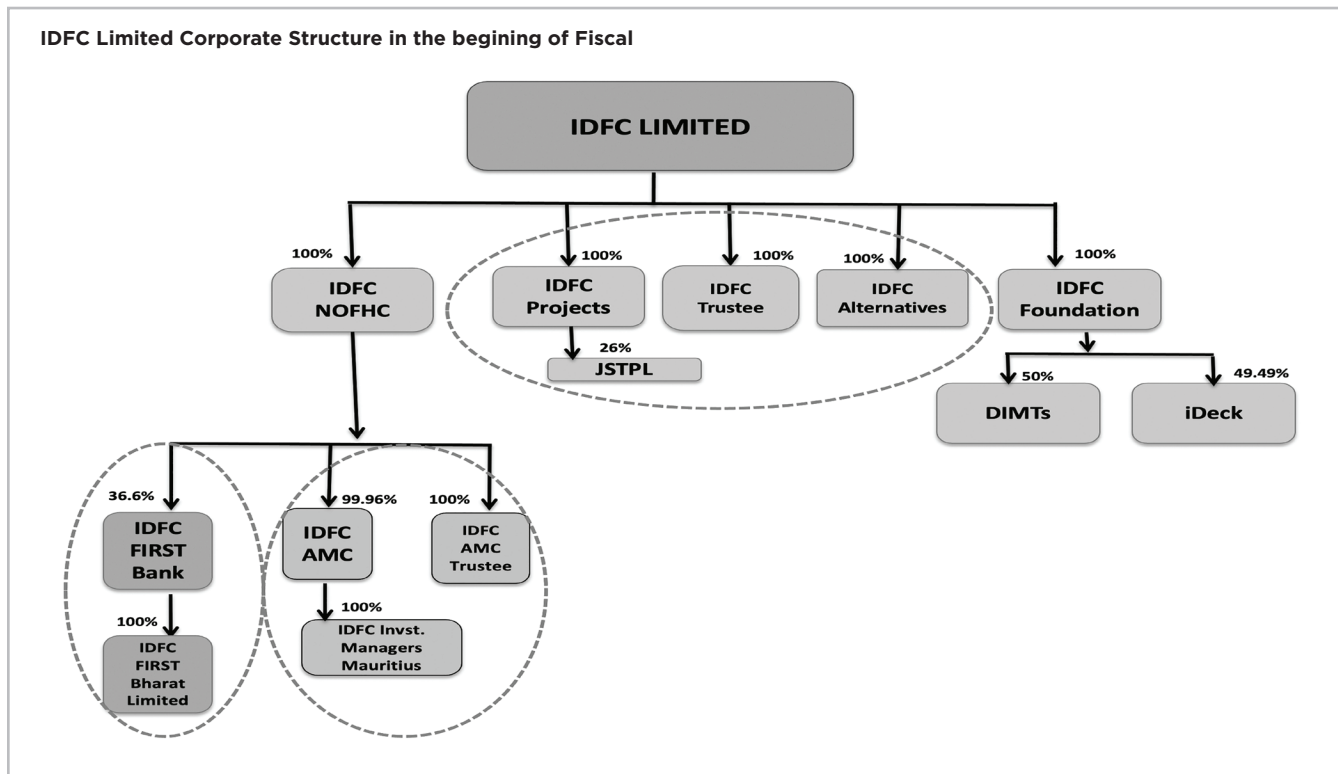 IDFC Limited Corporate Structure in the begining of Fiscal
IDFC LIMITED
100%
IDFC
NOFHC
100%
IDFC
Projects
100%
IDFC
Trustee
100%
IDFC
Alternatives
100%
IDFC
Foundation
26%
JSTPL
50%
DIMTs
49.49%
iDeck
36.6%
IDFC
FIRST
Bank
99.96%
IDFC
AMC
100%
IDFC
AMC
Trustee
100%
IDFC
FIRST
Bharat
Limited
100%
IDFC Invst.
Managers
Mauritius